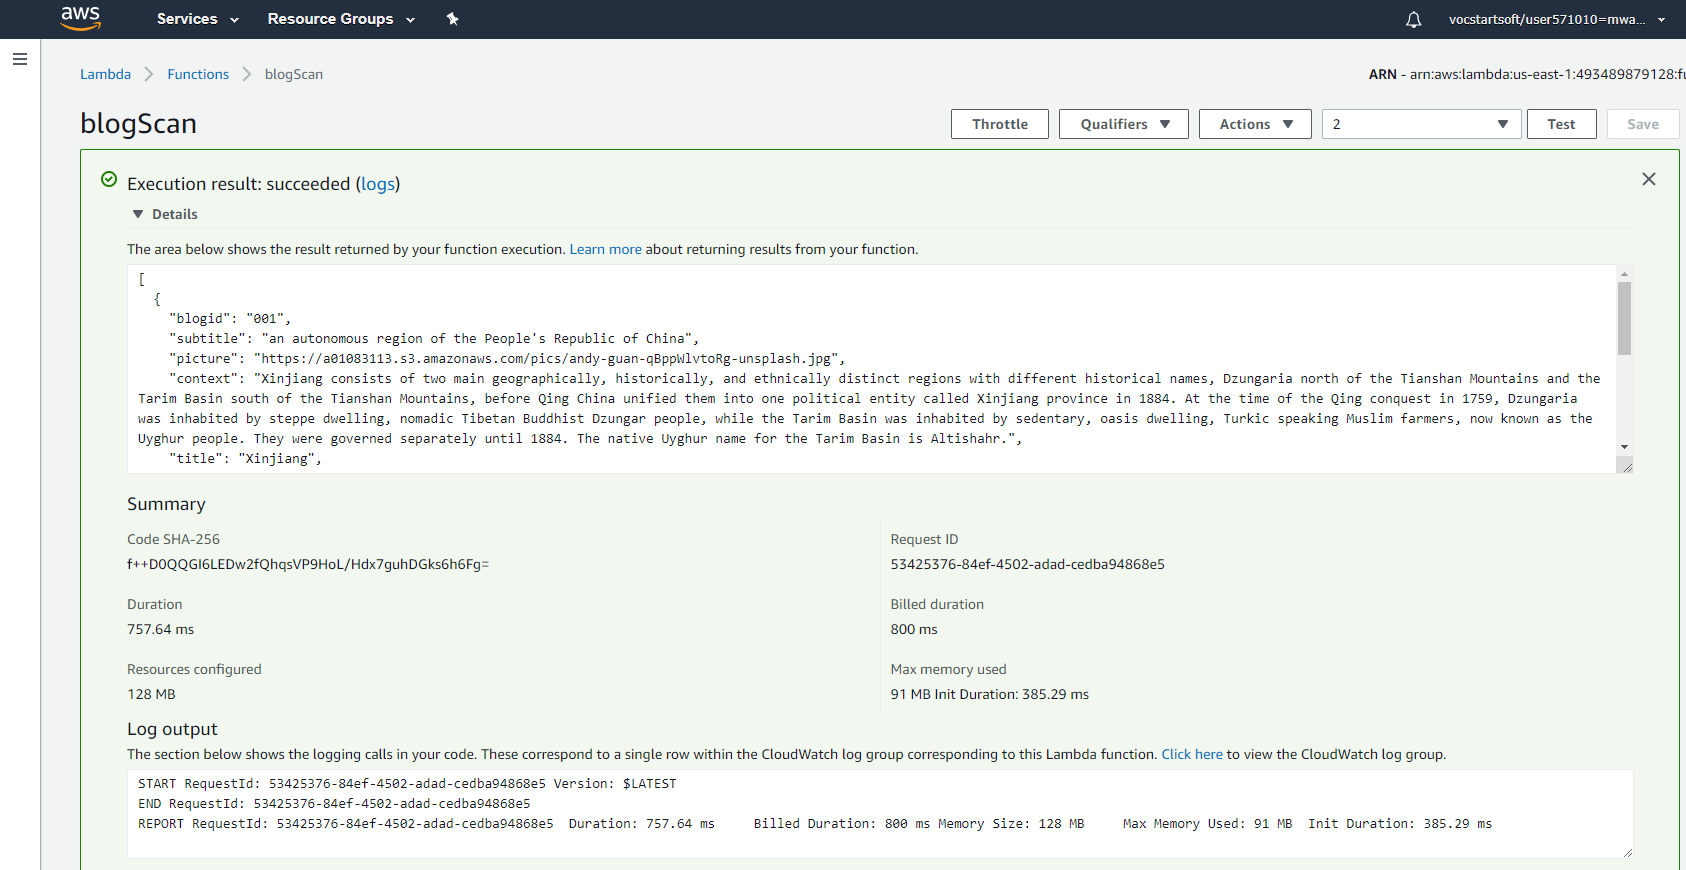 aws Services Resource Groups vocstartsoft/user571010=mwa...
Lambda Functions blogScan ARN - arn:aws:lambda:us-east-1:493489879128:fu
blogScan Throttle Qualifiers Actions 2 Test Save
Execution result: succeeded (logs)
Details
The area below shows the result returned by your function execution. Learn more about returning results from your function.
[
{
"blogid": "001",
"subtitle": "an autonomous region of the People's Republic of China",
"picture": "https://a01083113.s3.amazonaws.com/pics/andy-guan-qBppWlvtoRg-unsplash.jpg",
"context": "Xinjiang consists of two main geographically, historically, and ethnically distinct regions with different historical names, Dzungaria north of the Tianshan Mountains and the
Tarim Basin south of the Tianshan Mountains, before Qing China unified them into one political entity called Xinjiang province in 1884. At the time of the Qing conquest in 1759, Dzungaria
was inhabited by steppe dwelling, nomadic Tibetan Buddhist Dzungar people, while the Tarim Basin was inhabited by sedentary, oasis dwelling, Turkic speaking Muslim farmers, now known as the
Uyghur people. They were governed separately until 1884. The native Uyghur name for the Tarim Basin is Altishahr.",
"title": "Xinjiang",
Summary
Code SHA-256 Request ID
f++D0QQGI6LEDw2fQhqsVP9HoL/Hdx7guhDGks6h6Fg= 53425376-84ef-4502-adad-cedba94868e5
Duration Billed duration
757.64 ms 800 ms
Resources configured Max memory used
128 MB 91 MB Init Duration: 385.29 ms
Log output
The section below shows the logging calls in your code. These correspond to a single row within the CloudWatch log group corresponding to this Lambda function. Click here to view the CloudWatch log group.
START RequestId: 53425376-84ef-4502-adad-cedba94868e5 Version: $LATEST
END RequestId: 53425376-84ef-4502-adad-cedba94868e5
REPORT RequestId: 53425376-84ef-4502-adad-cedba94868e5 Duration: 757.64 ms Billed Duration: 800 ms Memory Size: 128 MB Max Memory Used: 91 MB Init Duration: 385.29 ms